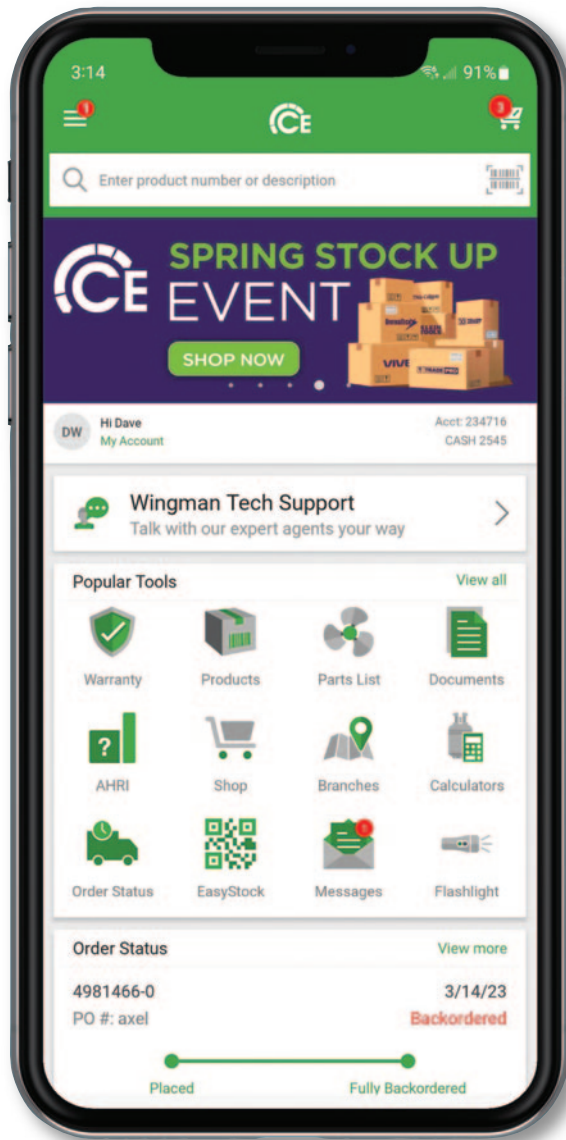 3:14
91%
1
CE
3
Enter product number or description
CE
SPRING STOCK UP
EVENT
SHOP NOW
KLEIN
TOOLS
VIVE
TRADEPRO
DW
Hi Dave
My Account
Acct: 234716
CASH 2545
Wingman Tech Support
Talk with our expert agents your way
Popular Tools
View all
Warranty
Products
Parts List
Documents
?
AHRI
Shop
Branches
Calculators
Order Status
EasyStock
Messages
Flashlight
Order Status
View more
4981466-0
3/14/23
PO #: axel
Backordered
Placed
Fully Backordered